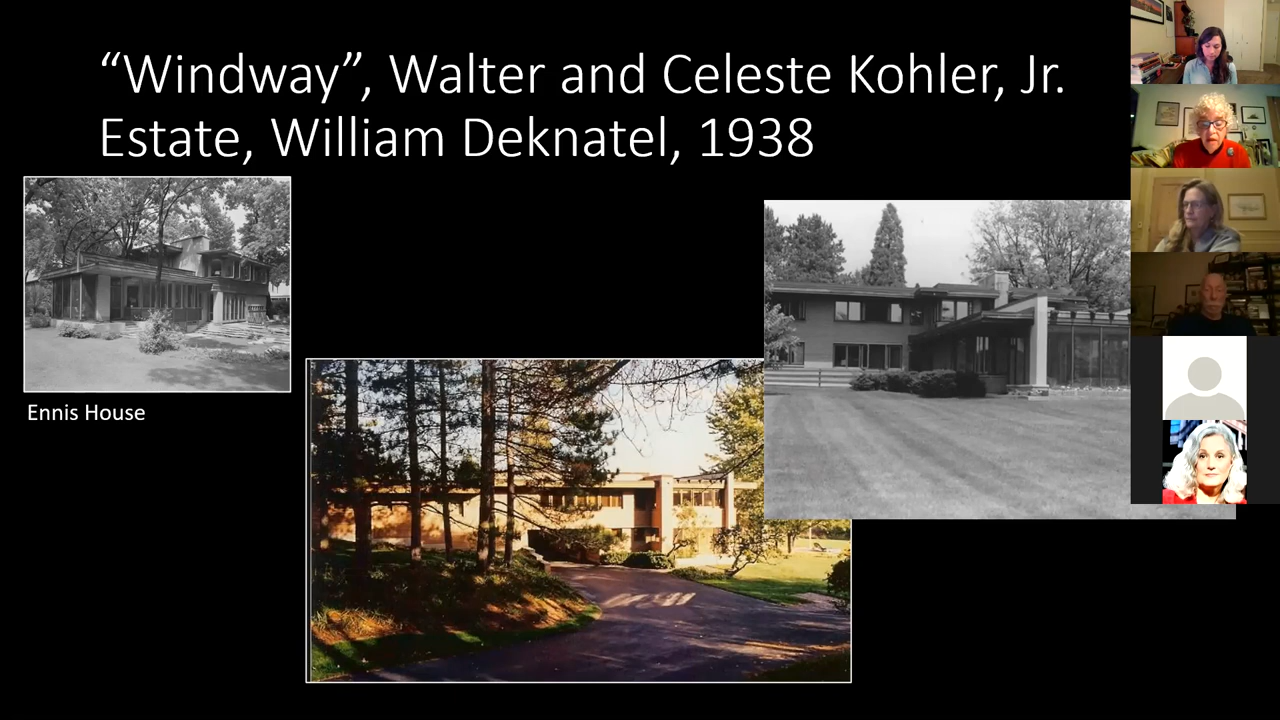 “Windway”, Walter and Celeste Kohler, Jr.
Estate, William Deknatel, 1938
Ennis House